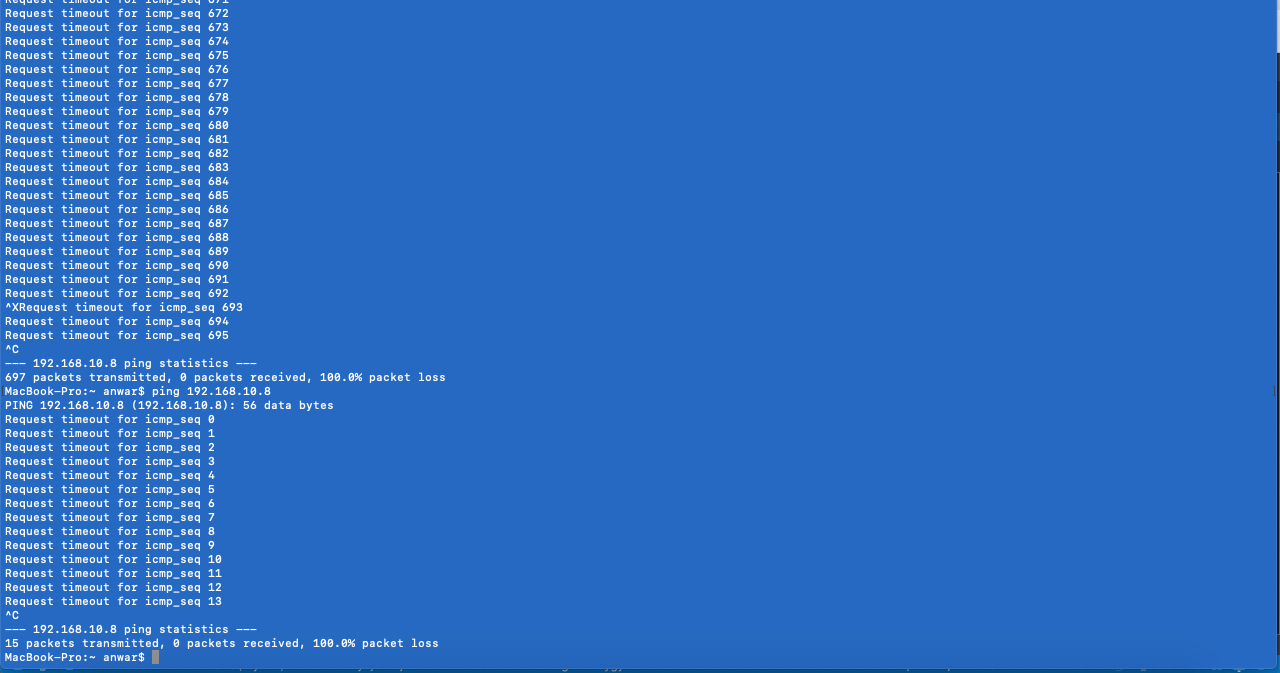 Request timeout for icmp_seq 671
Request timeout for icmp_seq 672
Request timeout for icmp_seq 673
Request timeout for icmp_seq 674
Request timeout for icmp_seq 675
Request timeout for icmp_seq 676
Request timeout for icmp_seq 677
Request timeout for icmp_seq 678
Request timeout for icmp_seq 679
Request timeout for icmp_seq 680
Request timeout for icmp_seq 681
Request timeout for icmp_seq 682
Request timeout for icmp_seq 683
Request timeout for icmp_seq 684
Request timeout for icmp_seq 685
Request timeout for icmp_seq 686
Request timeout for icmp_seq 687
Request timeout for icmp_seq 688
Request timeout for icmp_seq 689
Request timeout for icmp_seq 690
Request timeout for icmp_seq 691
Request timeout for icmp_seq 692
^XRequest timeout for icmp_seq 693
Request timeout for icmp_seq 694
Request timeout for icmp_seq 695
^C
--- 192.168.10.8 ping statistics ---
697 packets transmitted, 0 packets received, 100.0% packet loss
MacBook-Pro:~ anwar$ ping 192.168.10.8
PING 192.168.10.8 (192.168.10.8): 56 data bytes
Request timeout for icmp_seq 0
Request timeout for icmp_seq 1
Request timeout for icmp_seq 2
Request timeout for icmp_seq 3
Request timeout for icmp_seq 4
Request timeout for icmp_seq 5
Request timeout for icmp_seq 6
Request timeout for icmp_seq 7
Request timeout for icmp_seq 8
Request timeout for icmp_seq 9
Request timeout for icmp_seq 10
Request timeout for icmp_seq 11
Request timeout for icmp_seq 12
Request timeout for icmp_seq 13
^C
--- 192.168.10.8 ping statistics ---
15 packets transmitted, 0 packets received, 100.0% packet loss
MacBook-Pro:~ anwar$